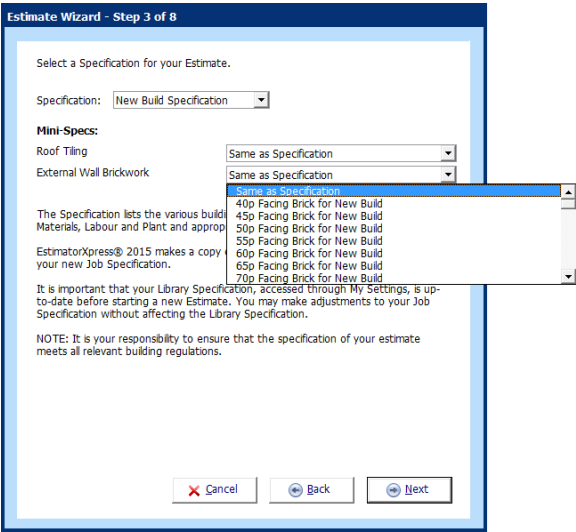 Estimate Wizard - Step 3 of 8
Select a Specification for your Estimate.
Specification: New Build Specification
Mini-Specs:
Roof Tiling Same as Specification
External Wall Brickwork Same as Specification
Same as Specification
40p Facing Brick for New Build
45p Facing Brick for New Build
50p Facing Brick for New Build
55p Facing Brick for New Build
60p Facing Brick for New Build
65p Facing Brick for New Build
70p Facing Brick for New Build
The Specification lists the various buildi
Materials, Labour and Plant and approp
EstimatorXpress® 2015 makes a copy
your new Job Specification.
It is important that your Library Specification, accessed through My Settings, is up-
to-date before starting a new Estimate. You may make adjustments to your Job
Specification without affecting the Library Specification.
NOTE: It is your responsibility to ensure that the specification of your estimate
meets all relevant building regulations.
Cancel Back Next